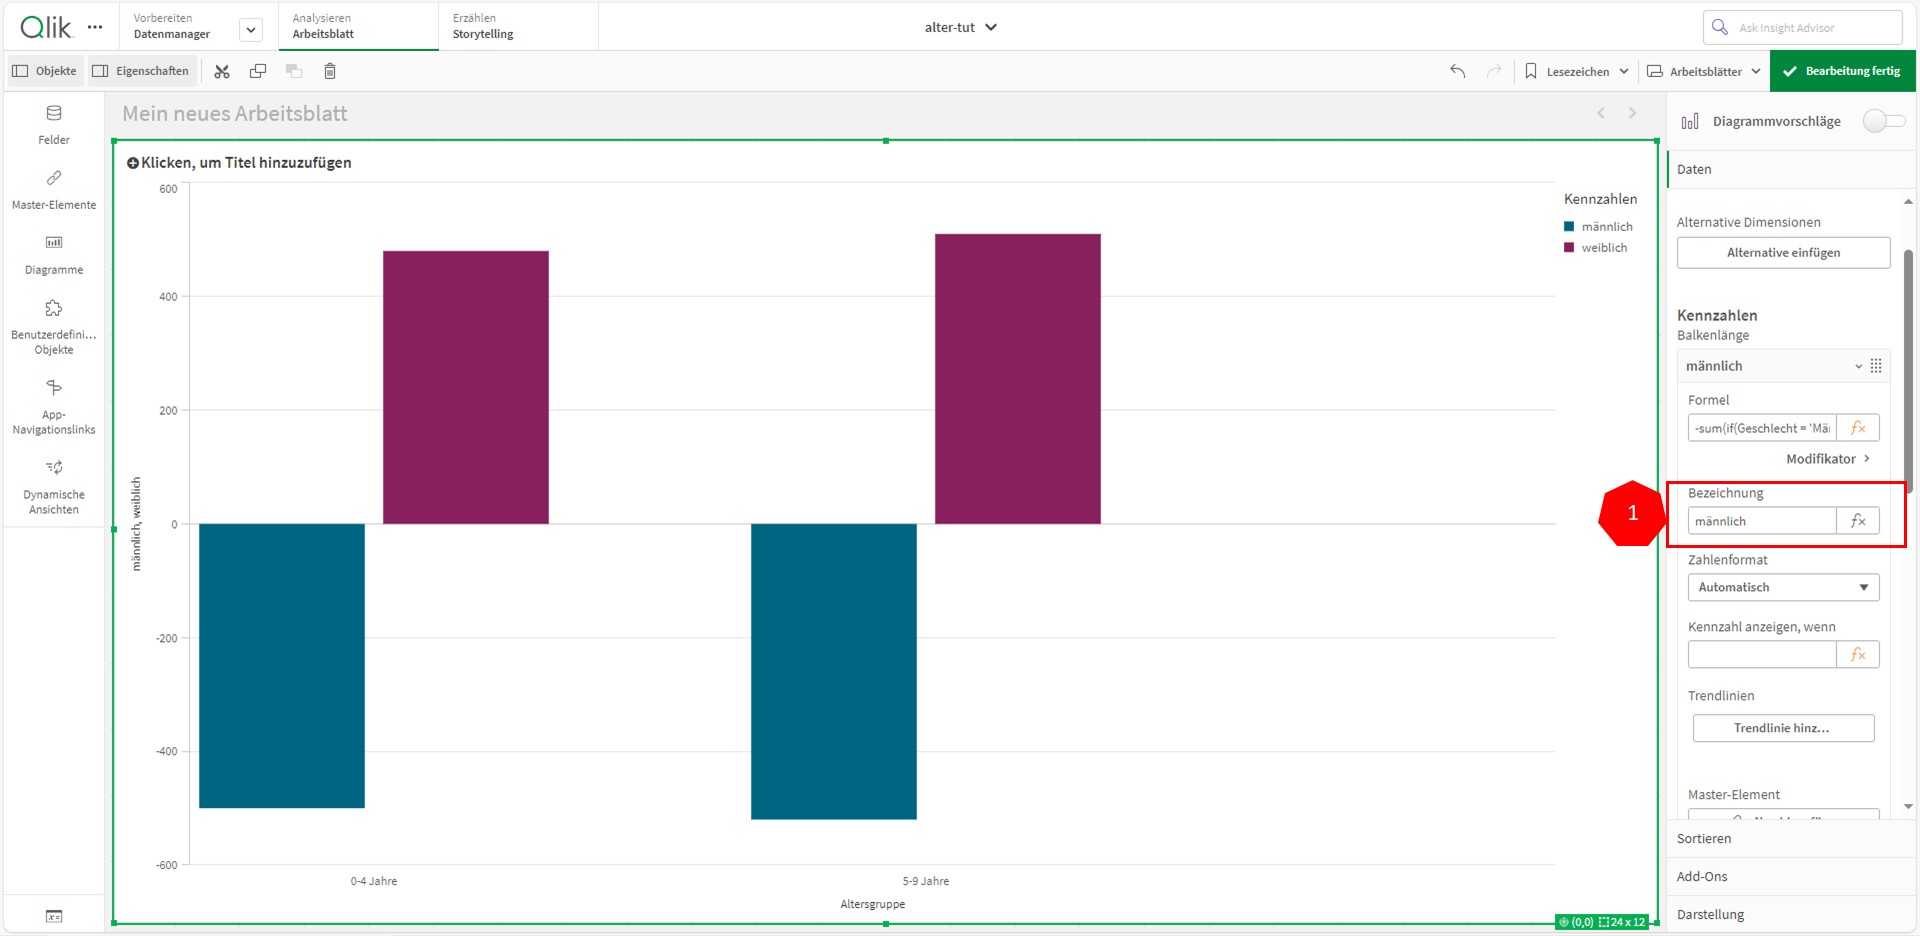 Qlik
Vorbereiten
Datenmanager
Analysieren
Arbeitsblatt
Erzählen
Storytelling
alter-tut
Ask Insight Advisor
Objekte
Eigenschaften
Lesezeichen
Arbeitsblätter
Bearbeitung fertig
Felder
Master-Elemente
Diagramme
Benutzerdefini...
Objekte
App-
Navigationslinks
Dynamische
Ansichten
Mein neues Arbeitsblatt
Klicken, um Titel hinzuzufügen
männlich, weiblich
600
400
200
0
-200
-400
-600
0-4 Jahre
5-9 Jahre
Altersgruppe
Kennzahlen
männlich
weiblich
(0,0) 24 x 12
1
Diagrammvorschläge
Daten
Alternative Dimensionen
Alternative einfügen
Kennzahlen
Balkenlänge
männlich
Formel
-sum(if(Geschlecht = 'Mä
fx
Modifikator
Bezeichnung
männlich
fx
Zahlenformat
Automatisch
Kennzahl anzeigen, wenn
fx
Trendlinien
Trendlinie hinz...
Master-Element
Sortieren
Add-Ons
Darstellung